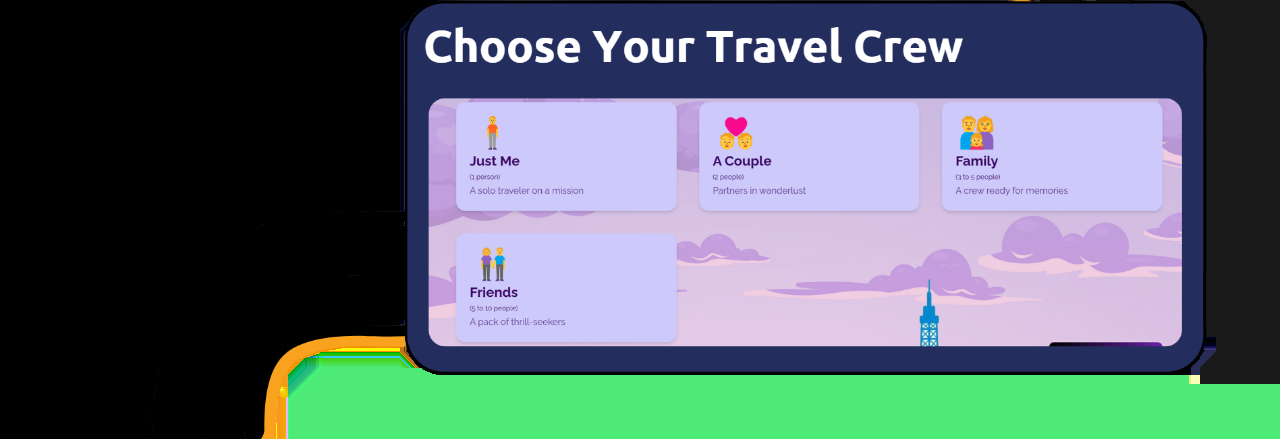 Choose Your Travel Crew
Just Me
(1 person)
A solo traveler on a mission
A Couple
(2 people)
Partners in wanderlust
Family
(3 to 5 people)
A crew ready for memories
Friends
(5 to 10 people)
A pack of thrill-seekers